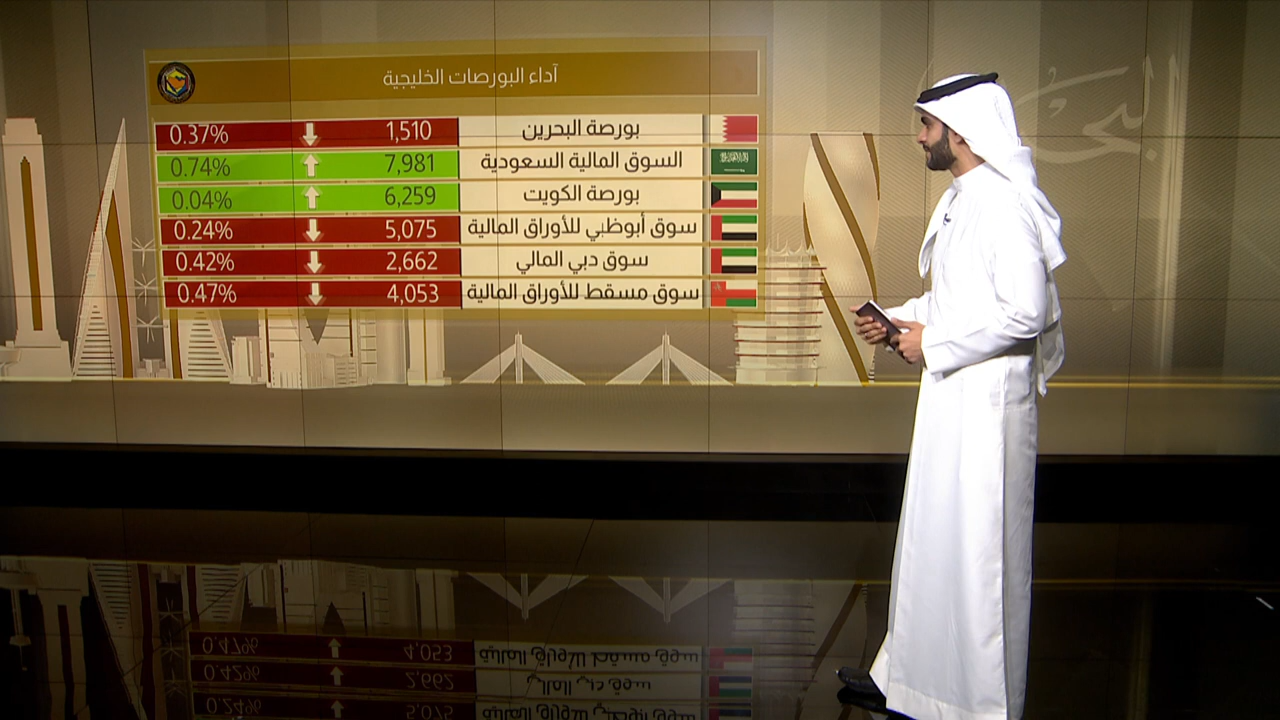 آداء البورصات الخليجية
بورصة البحرين 1,510 0.37%
السوق المالية السعودية 7,981 0.74%
بورصة الكويت 6,259 0.04%
سوق أبوظبي للأوراق المالية 5,075 0.24%
سوق دبي المالي 2,662 0.42%
سوق مسقط للأوراق المالية 4,053 0.47%